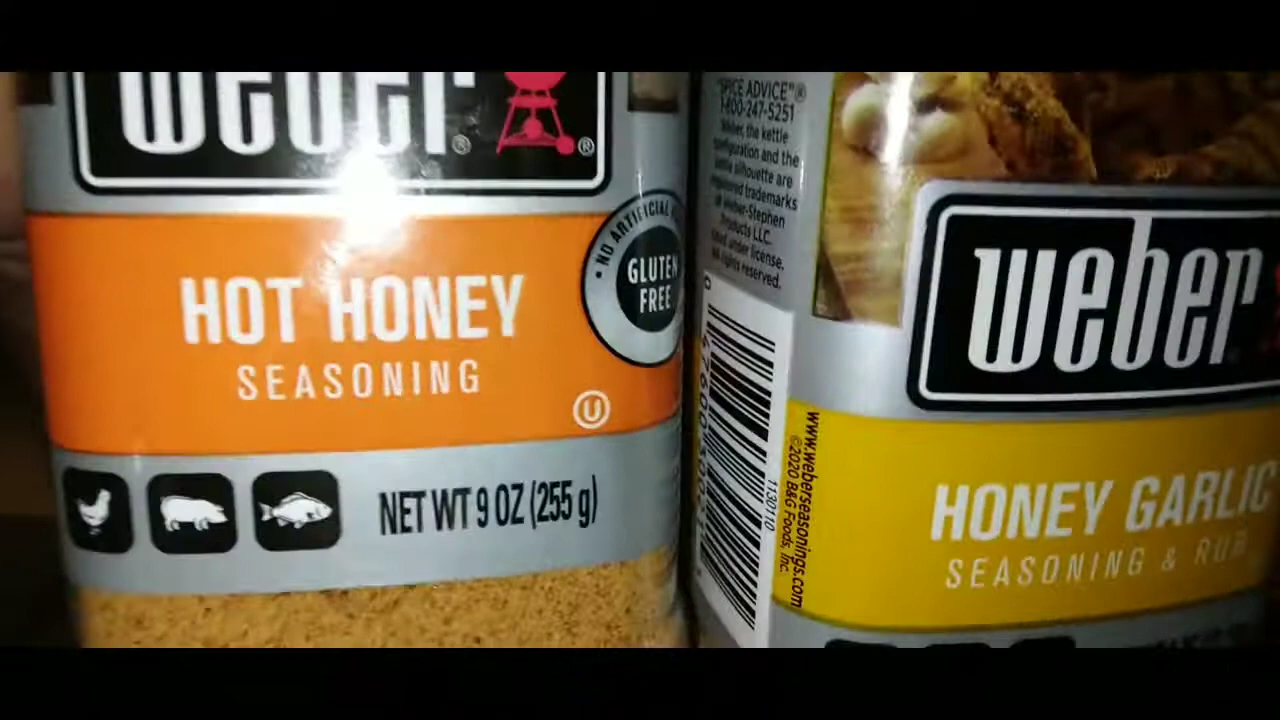 weber
®
®
HOT HONEY
SEASONING
• NO ARTIFICIAL
GLUTEN
FREE
U
NET WT 9 OZ (255 g)
SPICE ADVICE"®
1-800-247-5251
Weber, the kettle
configuration and the
kettle silhouette are
registered trademarks
of Weber-Stephen
Products LLC.
used under license.
All rights reserved.
0
1130110
www.weberseasonings.com
©2020 B&G Foods, Inc.
weber
HONEY GARLIC
SEASONING & RUB